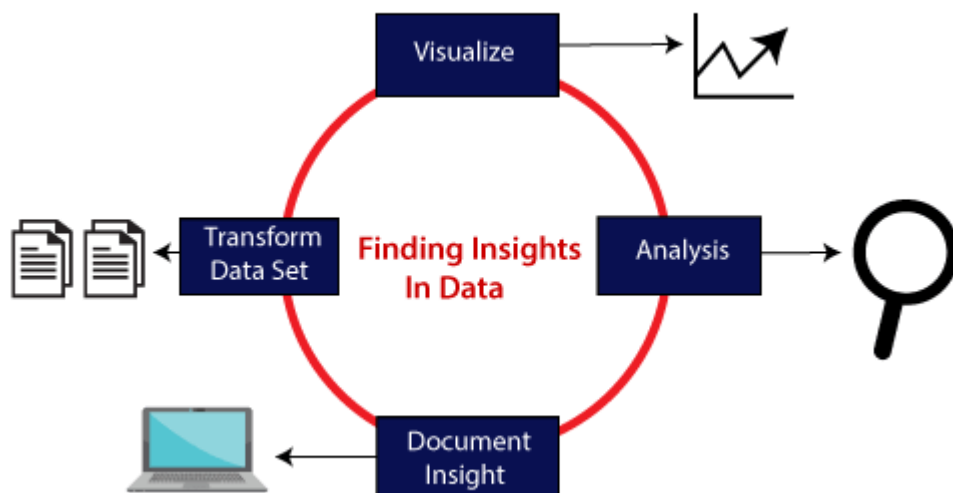 Visualize
Transform
Data Set
Finding Insights
In Data
Analysis
Document
Insight